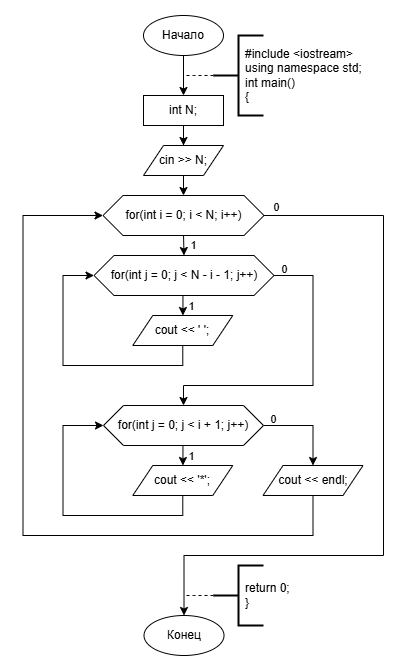 Начало
#include <iostream>
using namespace std;
int main()
{
int N;
cin >> N;
for(int i = 0; i < N; i++)
0
1
for(int j = 0; j < N - i - 1; j++)
0
1
cout << ' ';
for(int j = 0; j < i + 1; j++)
0
1
cout << '*';
cout << endl;
return 0;
}
Конец